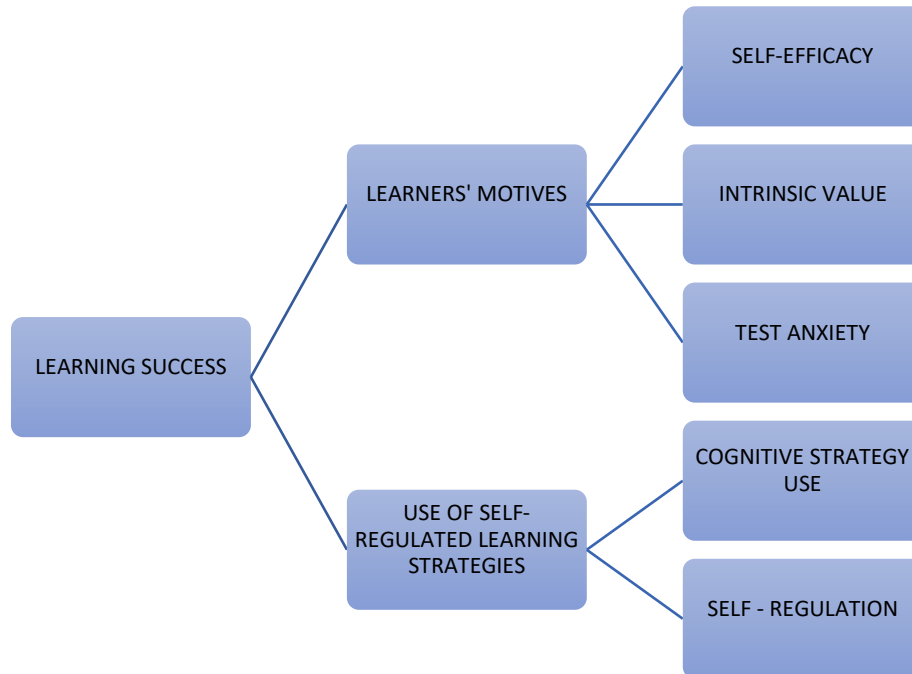 SELF-EFFICACY
LEARNERS' MOTIVES
INTRINSIC VALUE
TEST ANXIETY
LEARNING SUCCESS
COGNITIVE STRATEGY
USE
USE OF SELF-
REGULATED LEARNING
STRATEGIES
SELF - REGULATION